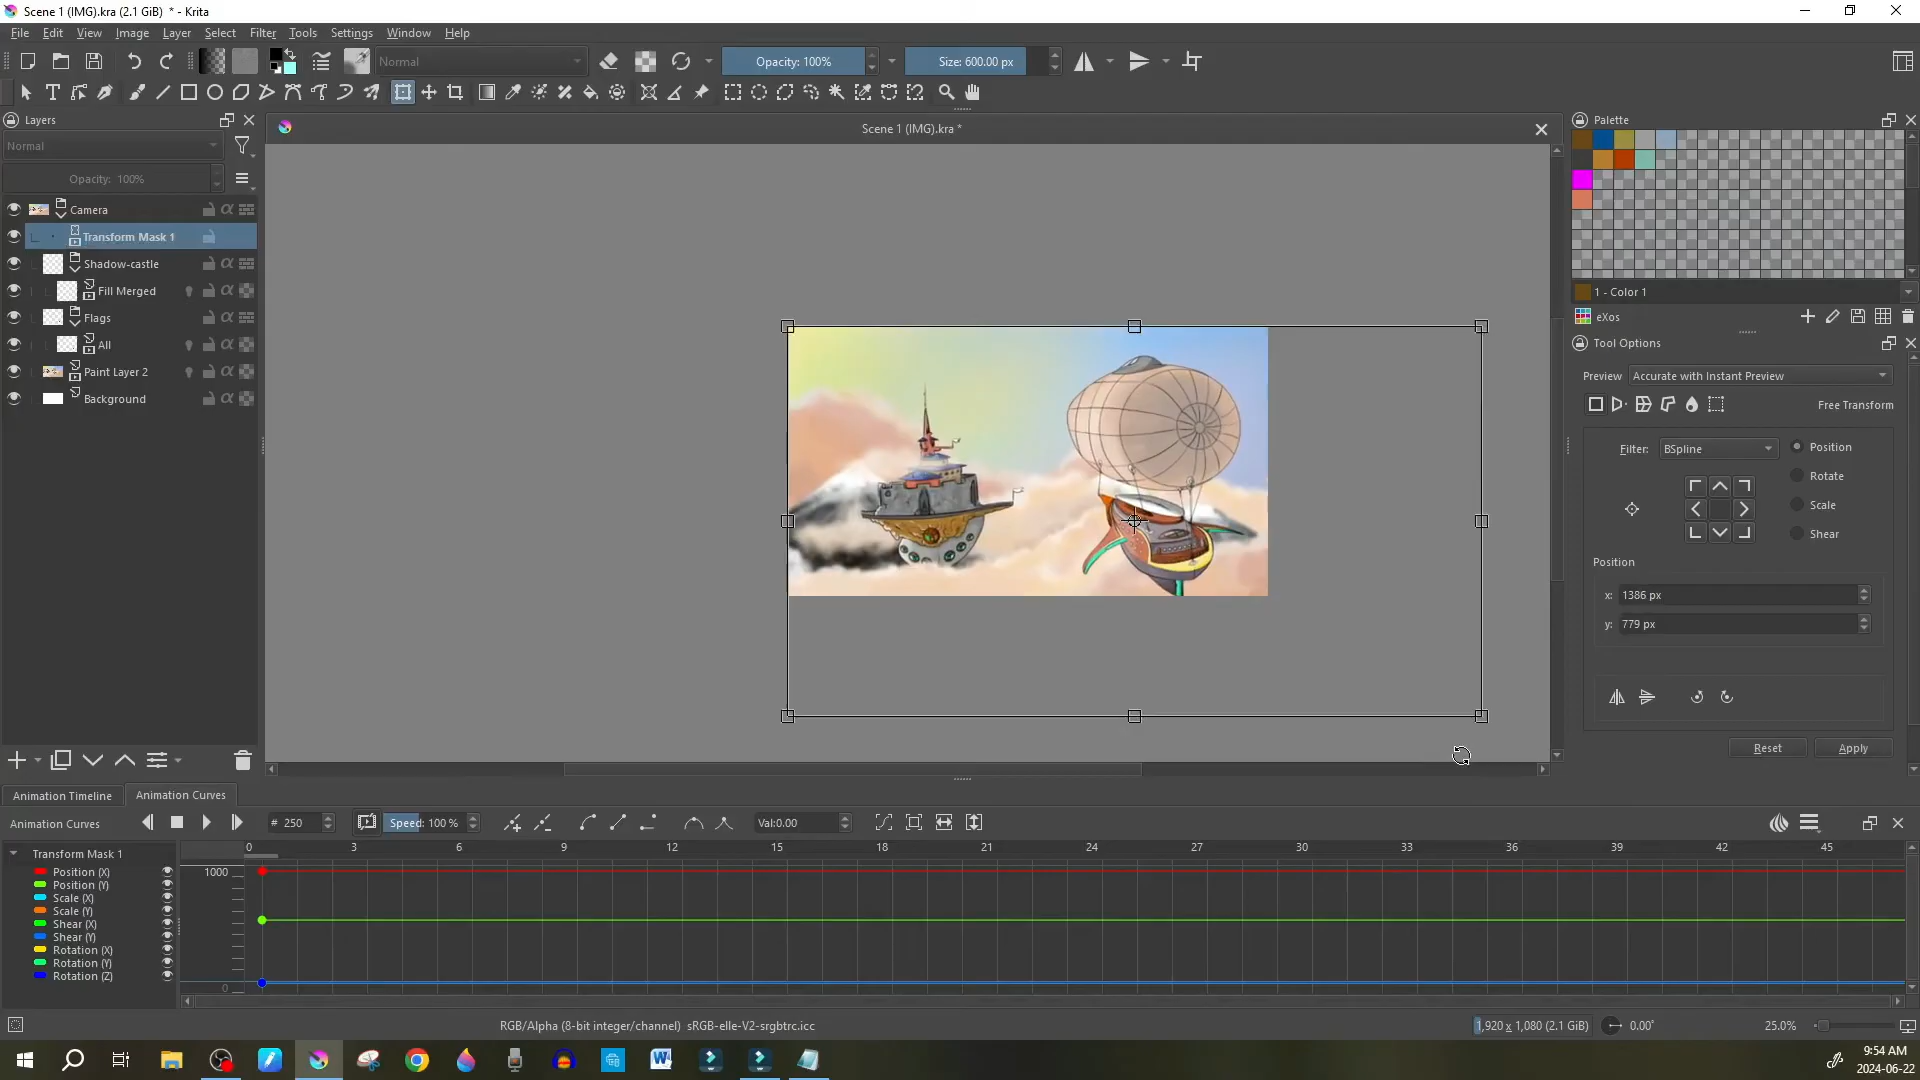 Scene 1 (IMG).kra (2.1 GiB)  * - Krita
File Edit View Image Layer Select Filter Tools Settings Window Help
Normal Opacity: 100% Size: 600.00 px
Layers
Scene 1 (IMG).kra *
Palette
Normal
Opacity: 100%
Camera
Transform Mask 1
Shadow-castle
Fill Merged
Flags
All
Paint Layer 2
Background
1 - Color 1
eXos
Tool Options
Preview Accurate with Instant Preview
Free Transform
Filter: BSpline Position
Rotate
Scale
Shear
Position
x: 1386 px
y: 779 px
Reset Apply
Animation Timeline Animation Curves
Animation Curves # 250 Speed: 100 % Val:0.00
Transform Mask 1 0 3 6 9 12 15 18 21 24 27 30 33 36 39 42 45
Position (X) 1000
Position (Y)
Scale (X)
Scale (Y)
Shear (X)
Shear (Y)
Rotation (X)
Rotation (Y)
Rotation (Z) 0
RGB/Alpha (8-bit integer/channel) sRGB-elle-V2-srgbtrc.icc 1,920 x 1,080 (2.1 GiB) 0.00° 25.0%
9:54 AM
2024-06-22